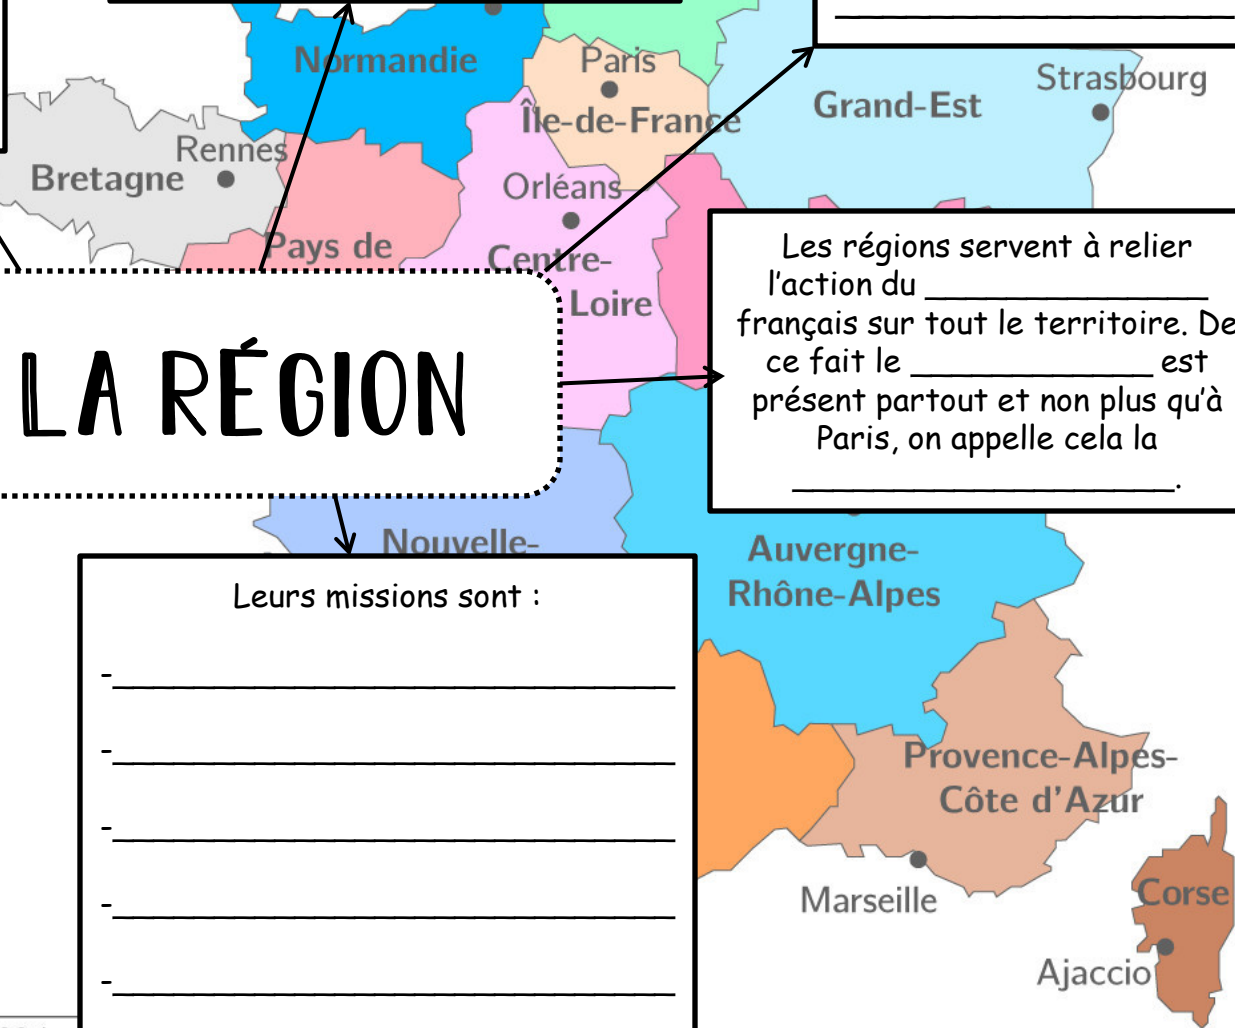 Normandie
Paris
Île-de-France
Grand-Est
Strasbourg
Rennes
Bretagne
Orléans
Pays de
Centre-
Loire
LA RÉGION
Les régions servent à relier
l'action du _______________
français sur tout le territoire. De
ce fait le _____________ est
présent partout et non plus qu'à
Paris, on appelle cela la
____________________.
Nouvelle-
Auvergne-
Rhône-Alpes
Leurs missions sont :
-______________________________
-______________________________
-______________________________
-______________________________
-______________________________
Provence-Alpes-
Côte d'Azur
Marseille
Corse
Ajaccio